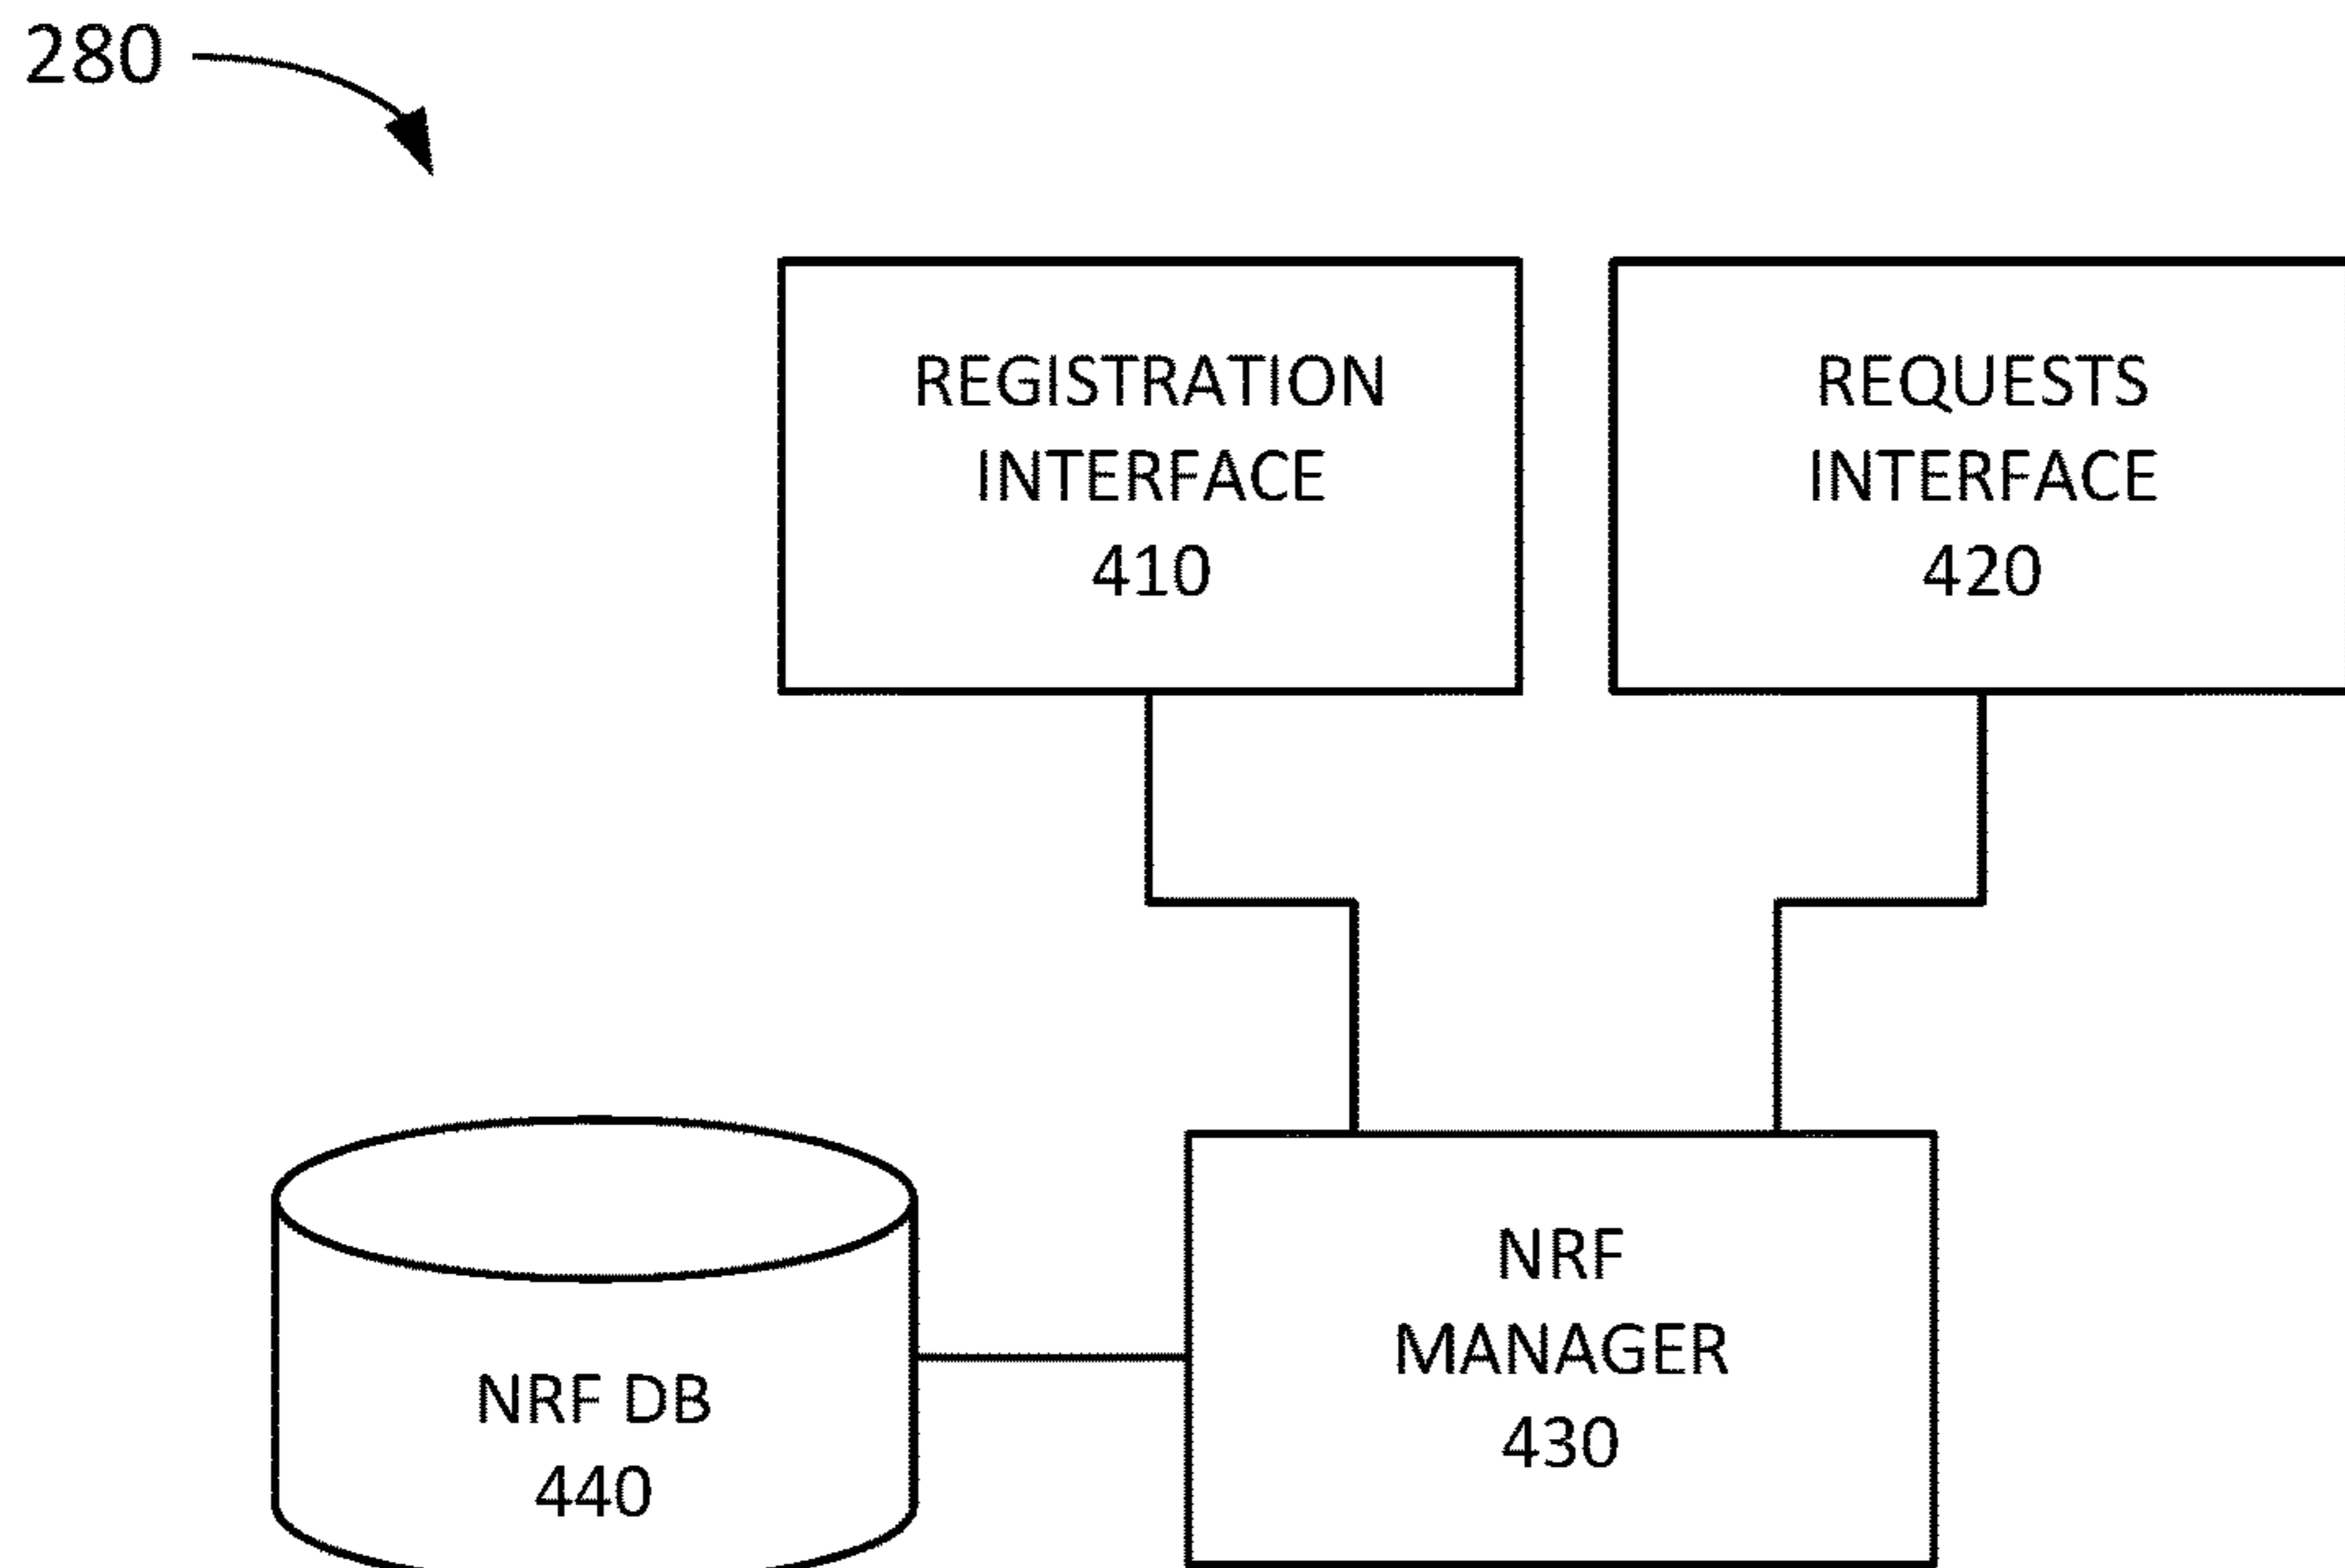 280
REGISTRATION
INTERFACE
410
REQUESTS
INTERFACE
420
NRF DB
440
NRF
MANAGER
430